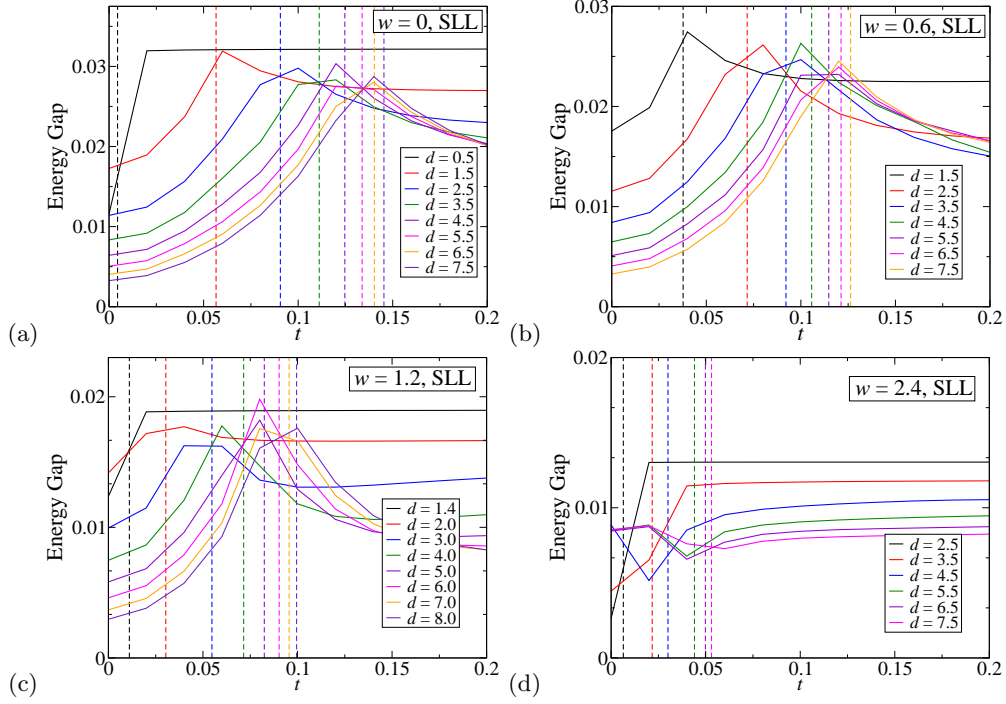 w = 0, SLL
Energy Gap
0.03
0.02
0.01
0
d = 0.5
d = 1.5
d = 2.5
d = 3.5
d = 4.5
d = 5.5
d = 6.5
d = 7.5
0 0.05 0.1 0.15 0.2
t
(a)
w = 0.6, SLL
Energy Gap
0.03
0.02
0.01
0
d = 1.5
d = 2.5
d = 3.5
d = 4.5
d = 5.5
d = 6.5
d = 7.5
0 0.05 0.1 0.15 0.2
t
(b)
w = 1.2, SLL
Energy Gap
0.02
0.01
0
d = 1.4
d = 2.0
d = 3.0
d = 4.0
d = 5.0
d = 6.0
d = 7.0
d = 8.0
0 0.05 0.1 0.15 0.2
t
(c)
w = 2.4, SLL
Energy Gap
0.02
0.01
0
d = 2.5
d = 3.5
d = 4.5
d = 5.5
d = 6.5
d = 7.5
0 0.05 0.1 0.15 0.2
t
(d)